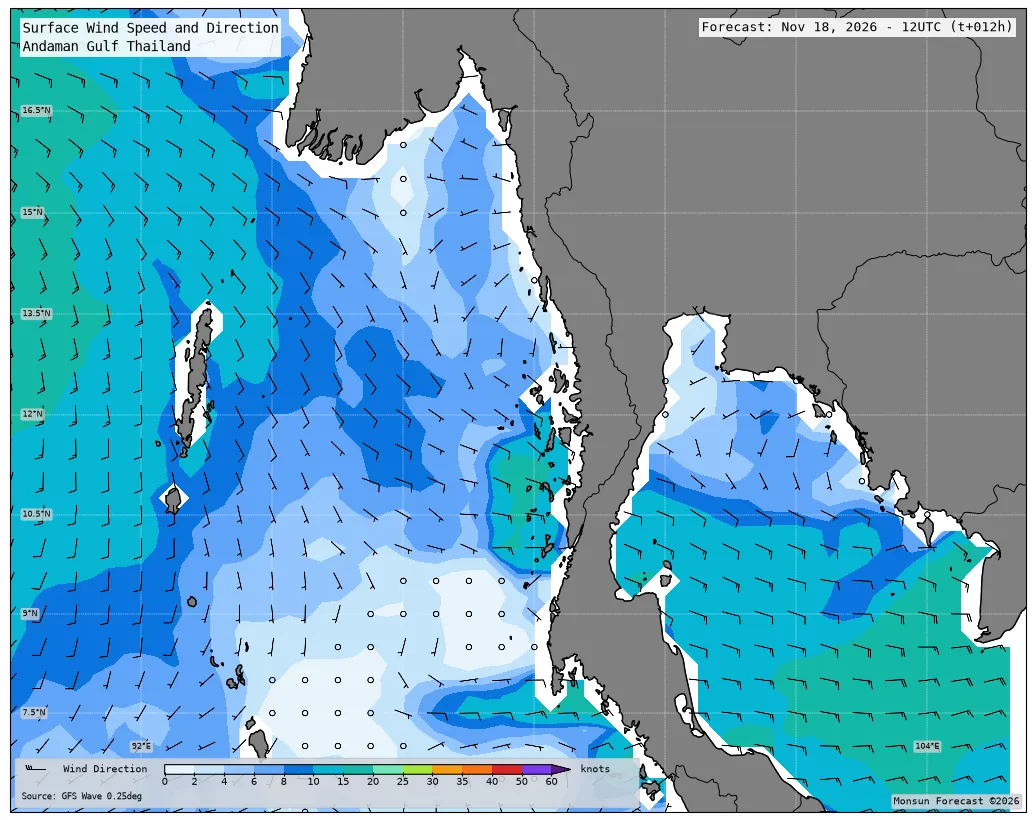 Surface Wind Speed and Direction
Andaman Gulf Thailand
Forecast: Nov 18, 2026 - 12UTC (t+012h)
16.5°N
15°N
13.5°N
12°N
10.5°N
9°N
7.5°N
92°E
104°E
Wind Direction
0 2 4 6 8 10 15 20 25 30 40 50 60 knots
Source: GFS Wave 0.25deg
Monsun Forecast ©2026